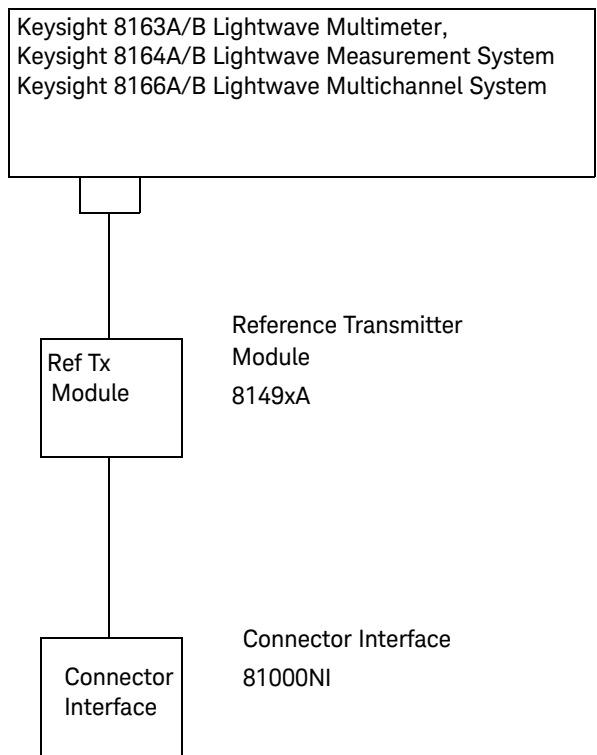 Keysight 8163A/B Lightwave Multimeter,
Keysight 8164A/B Lightwave Measurement System
Keysight 8166A/B Lightwave Multichannel System
Ref Tx
Module
Reference Transmitter
Module
8149xA
Connector
Interface
Connector Interface
81000NI